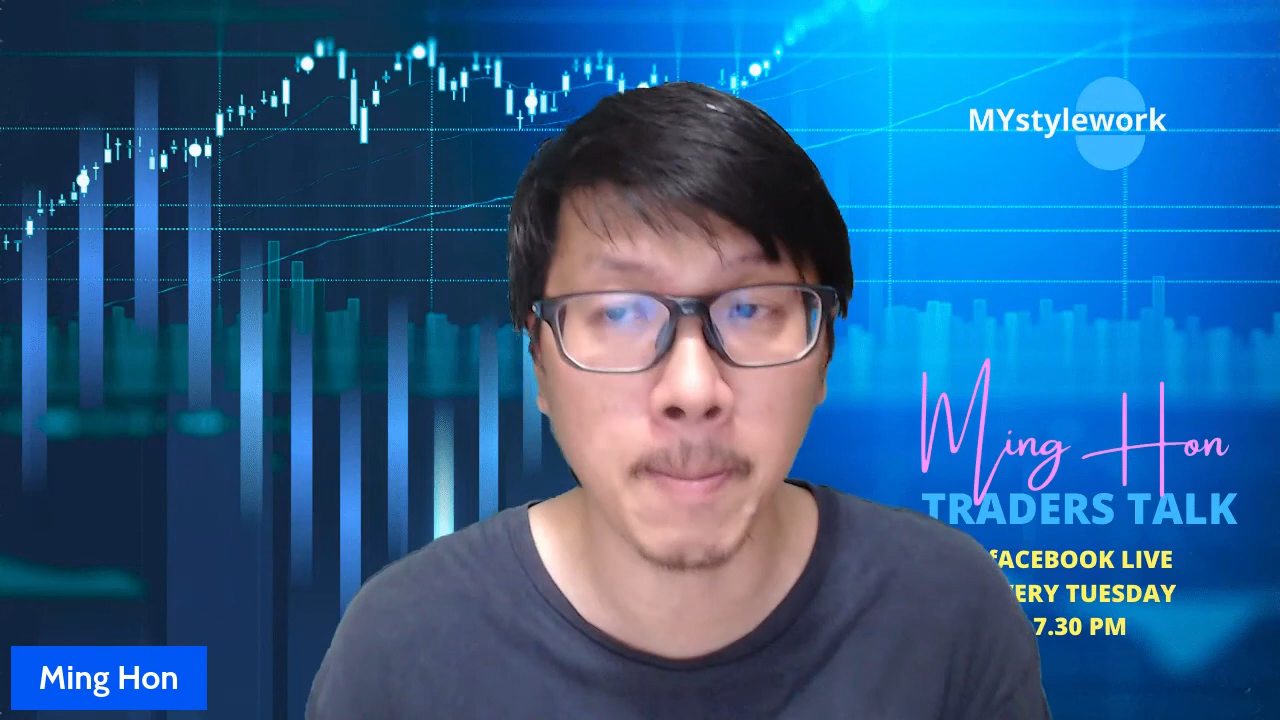 MYstylework
Ming Hon
TRADERS TALK
FACEBOOK LIVE
TUESDAY
7.30 PM
Ming Hon